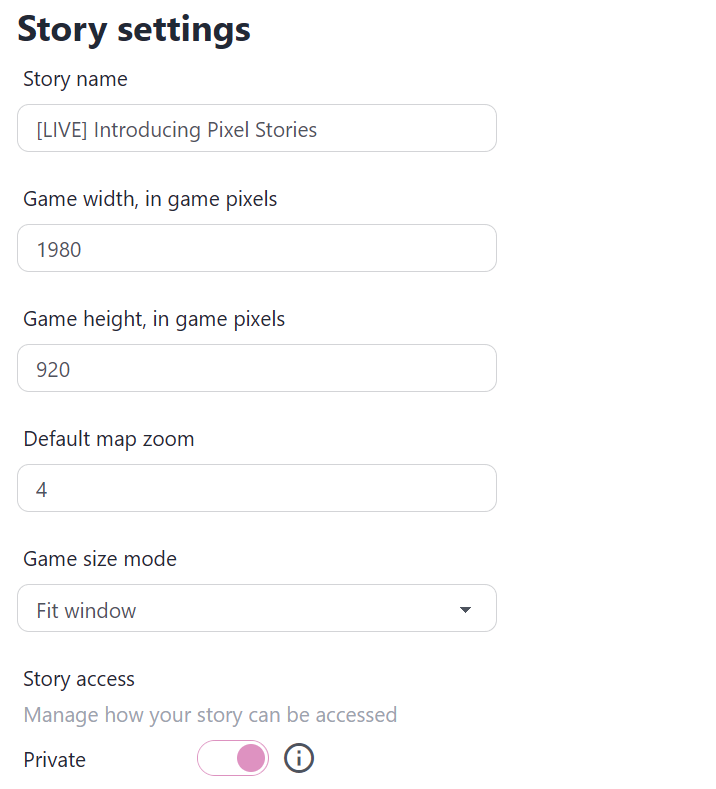 Story settings
Story name
[LIVE] Introducing Pixel Stories
Game width, in game pixels
1980
Game height, in game pixels
920
Default map zoom
4
Game size mode
Fit window
Story access
Manage how your story can be accessed
Private